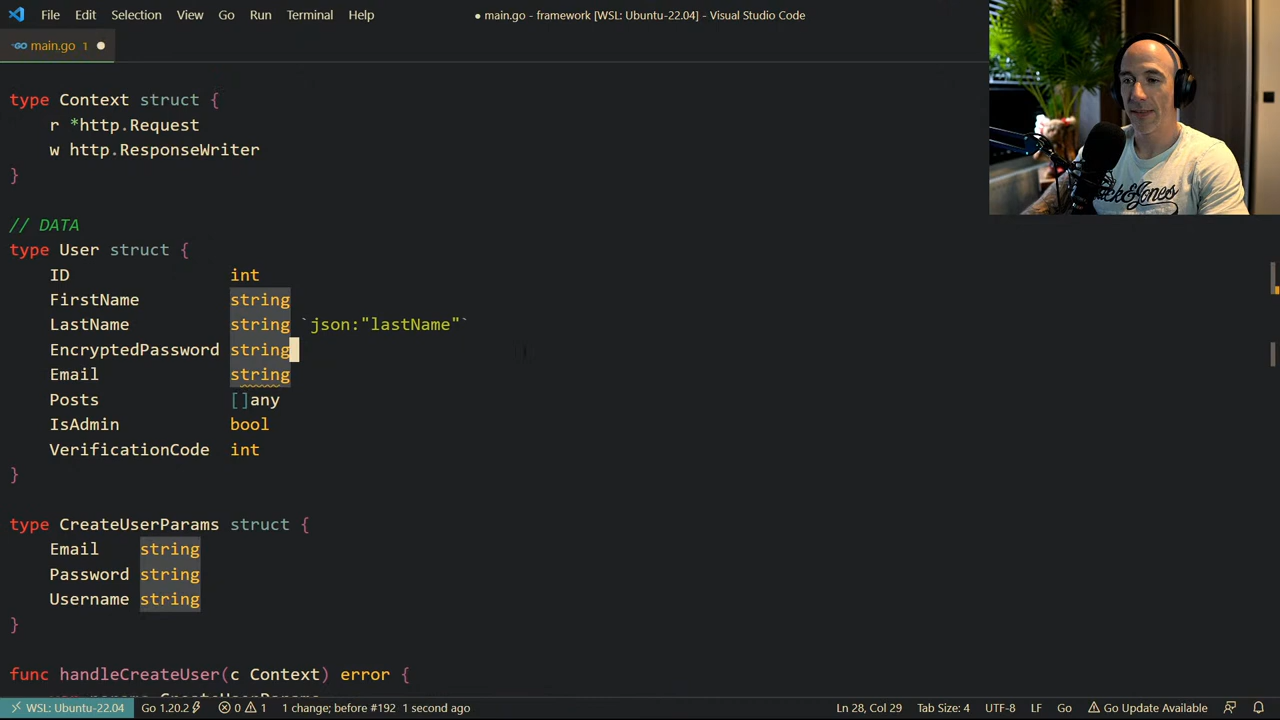 File Edit Selection View Go Run Terminal Help
● main.go - framework [WSL: Ubuntu-22.04] - Visual Studio Code
main.go 1
type Context struct {
r *http.Request
w http.ResponseWriter
}
// DATA
type User struct {
ID int
FirstName string
LastName string `json:"lastName"`
EncryptedPassword string
Email string
Posts []any
IsAdmin bool
VerificationCode int
}
type CreateUserParams struct {
Email string
Password string
Username string
}
func handleCreateUser(c Context) error {
var params CreateUserParams
WSL: Ubuntu-22.04 Go 1.20.2 0 1 1 change; before #192 1 second ago Ln 28, Col 29 Tab Size: 4 UTF-8 LF Go Go Update Available